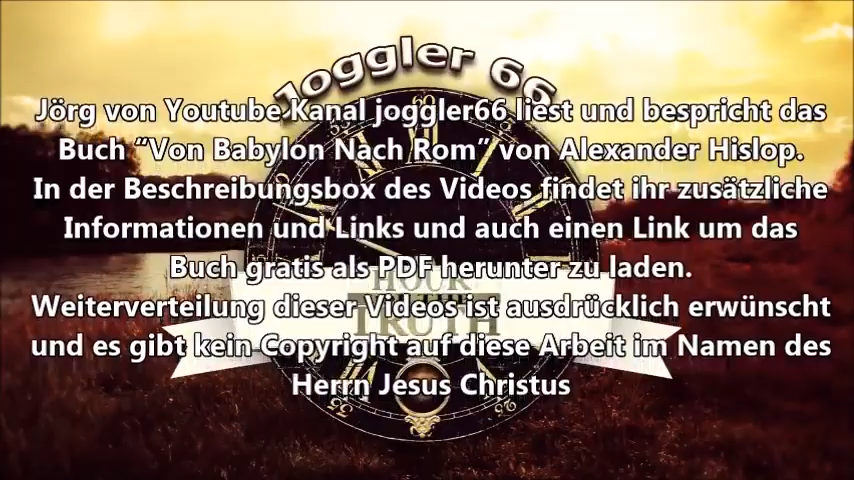 Joggler 66
Jörg von Youtube Kanal joggler66 liest und bespricht das
Buch “Von Babylon Nach Rom” von Alexander Hislop.
In der Beschreibungsbox des Videos findet ihr zusätzliche
Informationen und Links und auch einen Link um das
Buch gratis als PDF herunter zu laden.
HOUR
TRUTH
Weiterverteilung dieser Videos ist ausdrücklich erwünscht
und es gibt kein Copyright auf diese Arbeit im Namen des
Herrn Jesus Christus